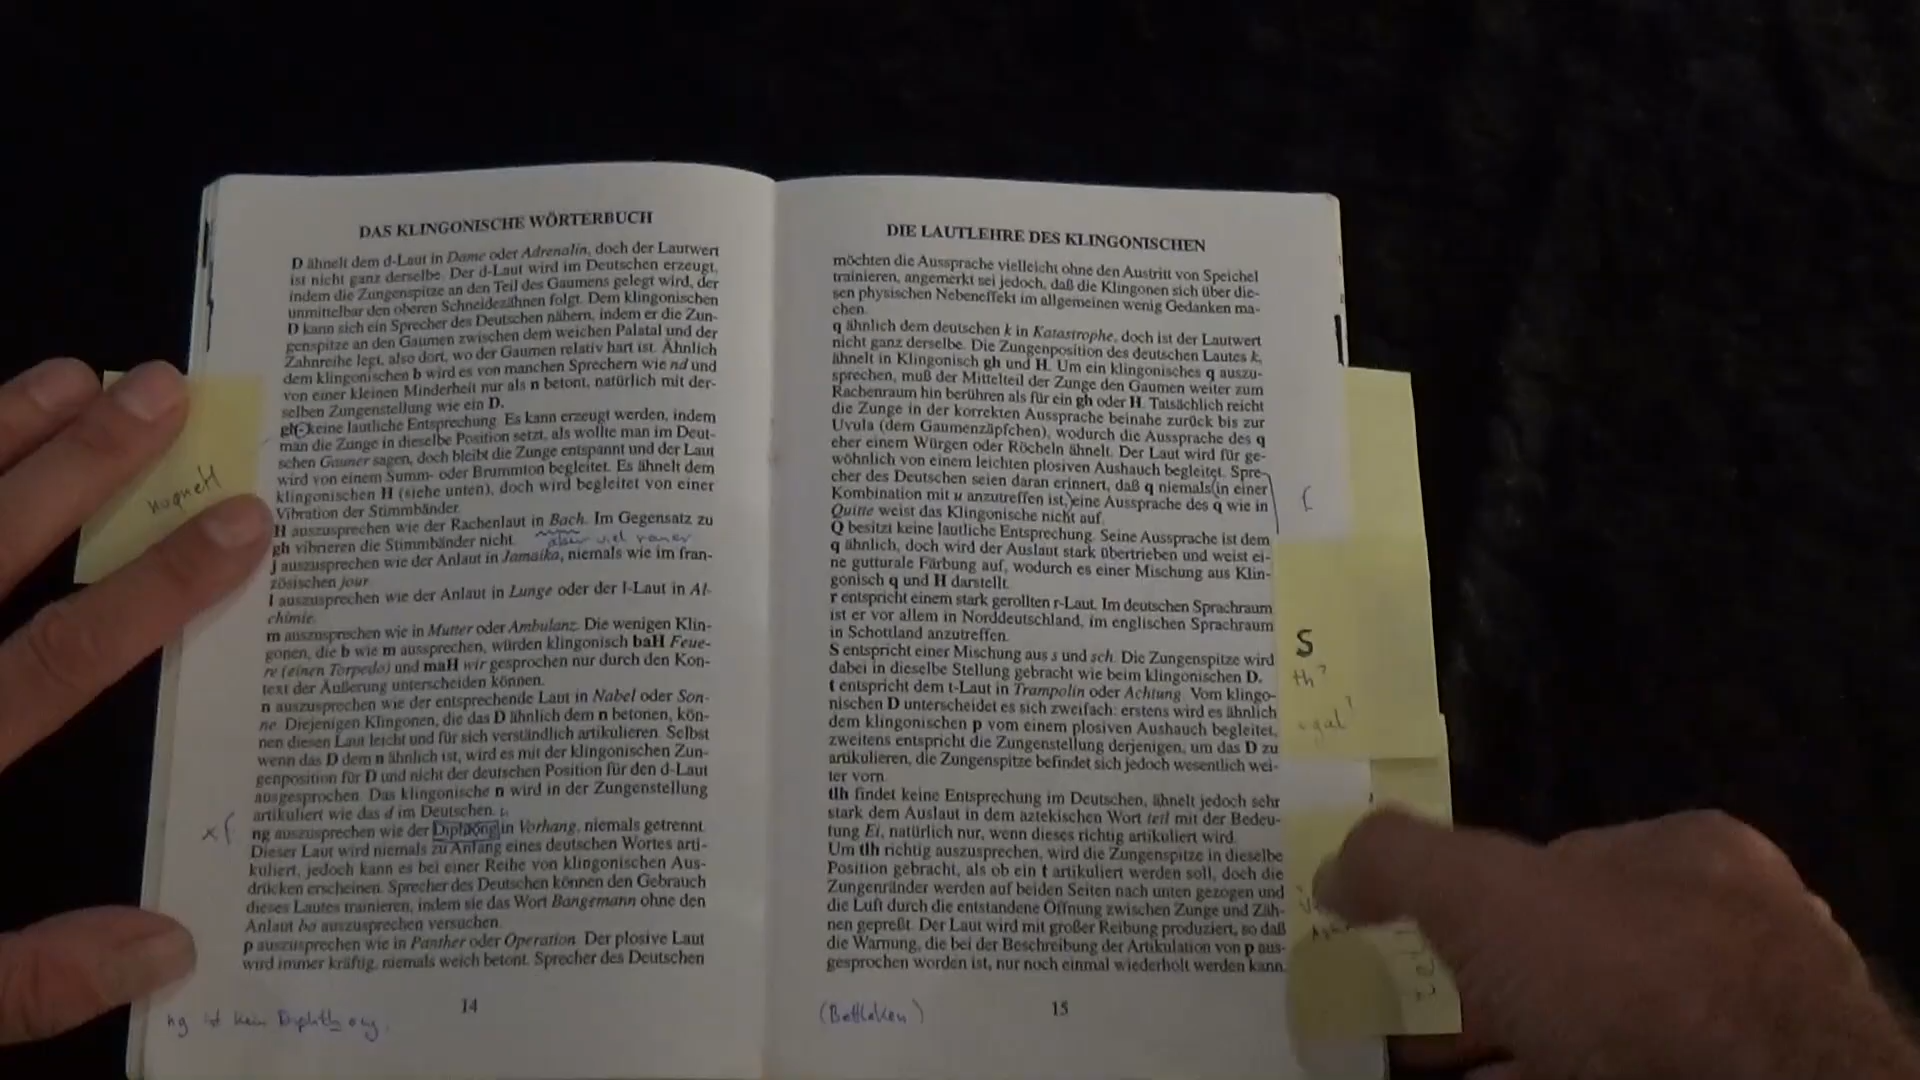 DAS KLINGONISCHE WÖRTERBUCH
D ähnelt dem d-Laut in Dame oder Adrenalin, doch der Lautwert
ist nicht ganz derselbe. Der d-Laut wird im Deutschen erzeugt,
indem die Zungenspitze an den Teil des Gaumens gelegt wird, der
unmittelbar den oberen Schneidezähnen folgt. Dem klingonischen
D kann sich ein Sprecher des Deutschen nähern, indem er die Zun-
genspitze an den Gaumen zwischen dem weichen Palatal und der
Zahnreihe legt, also dort, wo der Gaumen relativ hart ist. Ähnlich
dem klingonischen b wird es von manchen Sprechern wie nd und
von einer kleinen Minderheit nur als n betont, natürlich mit der-
selben Zungenstellung wie ein D.
gh keine lautliche Entsprechung. Es kann erzeugt werden, indem
man die Zunge in dieselbe Position setzt, als wollte man im Deut-
schen Gauner sagen, doch bleibt die Zunge entspannt und der Laut
wird von einem Summ- oder Brummton begleitet. Es ähnelt dem
klingonischen H (siehe unten), doch wird begleitet von einer
Vibration der Stimmbänder.
H auszusprechen wie der Rachenlaut in Bach. Im Gegensatz zu
gh vibrieren die Stimmbänder nicht. aber viel rauer
j auszusprechen wie der Anlaut in Jamaika, niemals wie im fran-
zösischen jour.
l auszusprechen wie der Anlaut in Lunge oder der l-Laut in Al-
chimie.
m auszusprechen wie in Mutter oder Ambulanz. Die wenigen Klin-
gonen, die b wie m aussprechen, würden klingonisch baH Feue-
re (einen Torpedo) und maH wir gesprochen nur durch den Kon-
text der Äußerung unterscheiden können.
n auszusprechen wie der entsprechende Laut in Nabel oder Son-
ne. Diejenigen Klingonen, die das D ähnlich dem n betonen, kön-
nen diesen Laut leicht und für sich verständlich artikulieren. Selbst
wenn das D dem n ähnlich ist, wird es mit der klingonischen Zun-
genposition für D und nicht der deutschen Position für den d-Laut
ausgesprochen. Das klingonische n wird in der Zungenstellung
artikuliert wie das d im Deutschen.
ng auszusprechen wie der Diphtong in Vorhang, niemals getrennt.
Dieser Laut wird niemals zu Anfang eines deutschen Wortes arti-
kuliert, jedoch kann es bei einer Reihe von klingonischen Aus-
drücken erscheinen. Sprecher des Deutschen können den Gebrauch
dieses Lautes trainieren, indem sie das Wort Bangemann ohne den
Anlaut ba auszusprechen versuchen.
p auszusprechen wie in Panther oder Operation. Der plosive Laut
wird immer kräftig, niemals weich betont. Sprecher des Deutschen
14
ng ist kein Diphthong.
nuqneH
DIE LAUTLEHRE DES KLINGONISCHEN
möchten die Aussprache vielleicht ohne den Austritt von Speichel
trainieren, angemerkt sei jedoch, daß die Klingonen sich über die-
sen physischen Nebeneffekt im allgemeinen wenig Gedanken ma-
chen.
q ähnlich dem deutschen k in Katastrophe, doch ist der Lautwert
nicht ganz derselbe. Die Zungenposition des deutschen Lautes k,
ähnelt in Klingonisch gh und H. Um ein klingonisches q auszu-
sprechen, muß der Mittelteil der Zunge den Gaumen weiter zum
Rachenraum hin berühren als für ein gh oder H. Tatsächlich reicht
die Zunge in der korrekten Aussprache beinahe zurück bis zur
Uvula (dem Gaumenzäpfchen), wodurch die Aussprache des q
eher einem Würgen oder Röcheln ähnelt. Der Laut wird für ge-
wöhnlich von einem leichten plosiven Aushauch begleitet. Spre-
cher des Deutschen seien daran erinnert, daß q niemals in einer
Kombination mit u anzutreffen ist, eine Aussprache des q wie in
Quitte weist das Klingonische nicht auf.
Q besitzt keine lautliche Entsprechung. Seine Aussprache ist dem
q ähnlich, doch wird der Auslaut stark übertrieben und weist ei-
ne gutturale Färbung auf, wodurch es einer Mischung aus Klin-
gonisch q und H darstellt.
r entspricht einem stark gerollten r-Laut. Im deutschen Sprachraum
ist er vor allem in Norddeutschland, im englischen Sprachraum
in Schottland anzutreffen.
S entspricht einer Mischung aus s und sch. Die Zungenspitze wird
dabei in dieselbe Stellung gebracht wie beim klingonischen D.
t entspricht dem t-Laut in Trampolin oder Achtung. Vom klingo-
nischen D unterscheidet es sich zweifach: erstens wird es ähnlich
dem klingonischen p vom einem plosiven Aushauch begleitet,
zweitens entspricht die Zungenstellung derjenigen, um das D zu
artikulieren, die Zungenspitze befindet sich jedoch wesentlich wei-
ter vorn.
tlh findet keine Entsprechung im Deutschen, ähnelt jedoch sehr
stark dem Auslaut in dem aztekischen Wort teil mit der Bedeu-
tung Ei, natürlich nur, wenn dieses richtig artikuliert wird.
Um tlh richtig auszusprechen, wird die Zungenspitze in dieselbe
Position gebracht, als ob ein t artikuliert werden soll, doch die
Zungenränder werden auf beiden Seiten nach unten gezogen und
die Luft durch die entstandene Öffnung zwischen Zunge und Zäh-
nen gepreßt. Der Laut wird mit großer Reibung produziert, so daß
die Warnung, die bei der Beschreibung der Artikulation von p aus-
gesprochen worden ist, nur noch einmal wiederholt werden kann.
15
S
th?